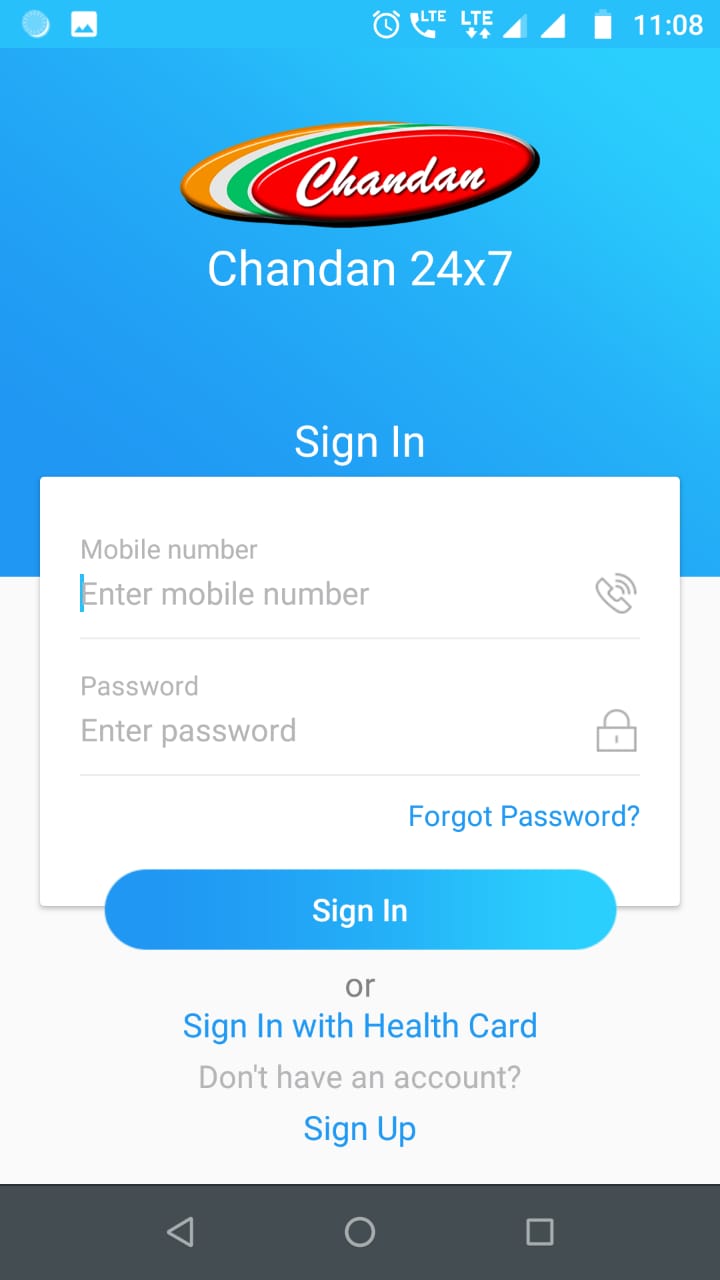 LTE LTE 11:08
Chandan
Chandan 24x7
Sign In
Mobile number
Enter mobile number
Password
Enter password
Forgot Password?
Sign In
or
Sign In with Health Card
Don't have an account?
Sign Up